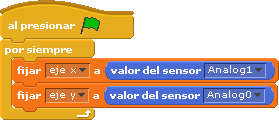 al presionar
por siempre
fijar eje x a valor del sensor Analog1
fijar eje y a valor del sensor Analog0